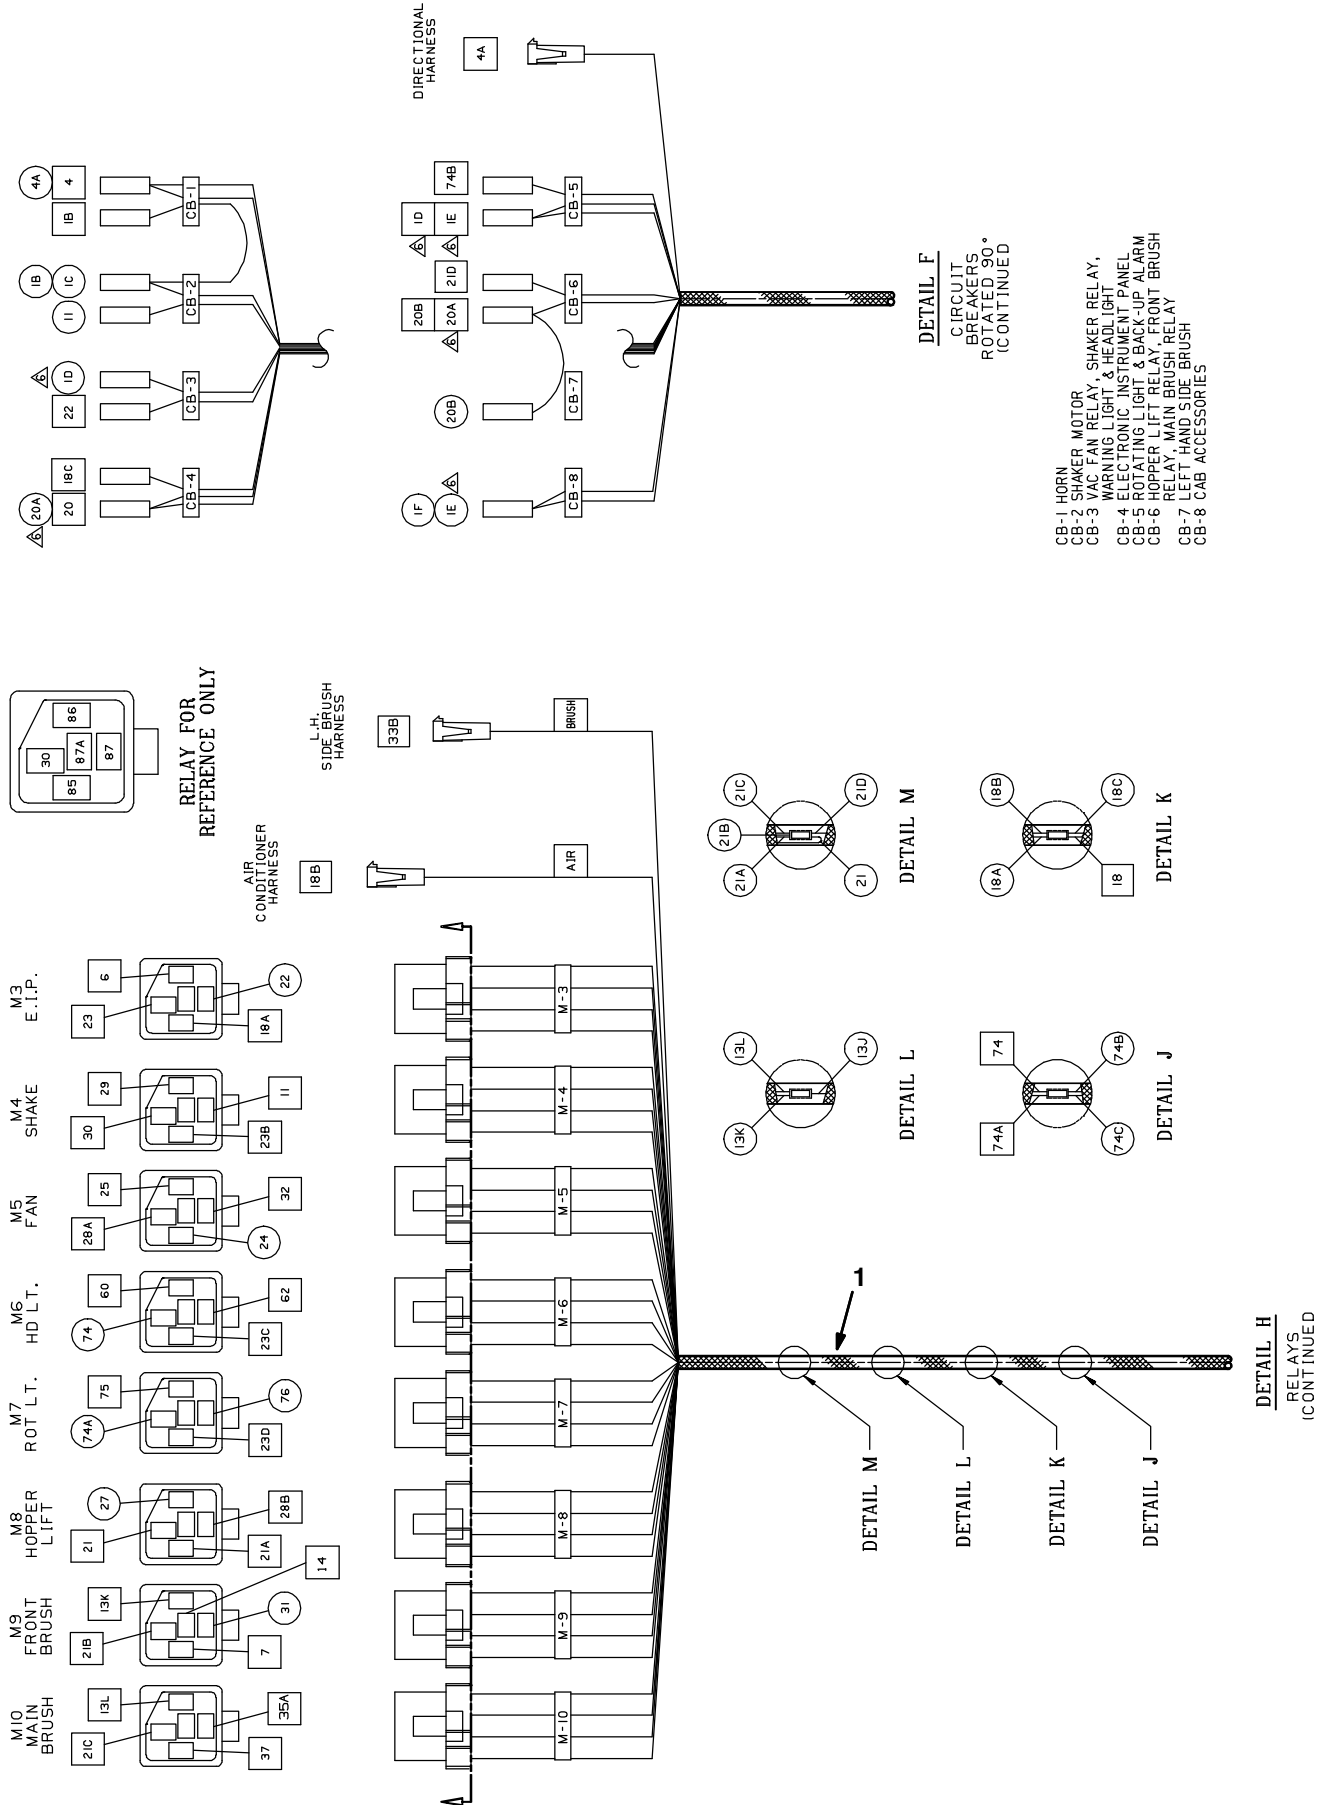 DIRECTIONAL
HARNESS
4A
4A
4
1B
CB-1
1B
1C
11
CB-2
6
1D
22
CB-3
18C
20A
20
6
CB-4
74B
1D
1E
6
6
CB-5
21D
20B
20A
6
CB-6
20B
CB-7
1F
1E
6
CB-8
DETAIL F
CIRCUIT
BREAKERS
ROTATED 90°
(CONTINUED
CB-1 HORN
CB-2 SHAKER MOTOR
CB-3 VAC FAN RELAY, SHAKER RELAY,
WARNING LIGHT & HEADLIGHT
CB-4 ELECTRONIC INSTRUMENT PANEL
CB-5 ROTATING LIGHT & BACK-UP ALARM
CB-6 HOPPER LIFT RELAY, FRONT BRUSH
RELAY, MAIN BRUSH RELAY
CB-7 LEFT HAND SIDE BRUSH
CB-8 CAB ACCESSORIES
86
30
87A
87
85
RELAY FOR
REFERENCE ONLY
L.H.
SIDE BRUSH
HARNESS
33B
BRUSH
AIR
CONDITIONER
HARNESS
18B
AIR
M3
E.I.P.
6
23
22
18A
M-3
M4
SHAKE
29
30
11
23B
M-4
M5
FAN
25
28A
32
24
M-5
M6
HD LT.
60
74
62
23C
M-6
M7
ROT LT.
75
74A
76
23D
M-7
M8
HOPPER
LIFT
27
21
28B
21A
M-8
M9
FRONT
BRUSH
13K
21B
14
31
7
M-9
M10
MAIN
BRUSH
13L
21C
35A
37
M-10
21C
21D
21B
21A
21
DETAIL M
18B
18C
18A
18
DETAIL K
13L
13J
13K
DETAIL L
74
74B
74A
74C
DETAIL J
1
DETAIL M
DETAIL L
DETAIL K
DETAIL J
DETAIL H
RELAYS
(CONTINUED